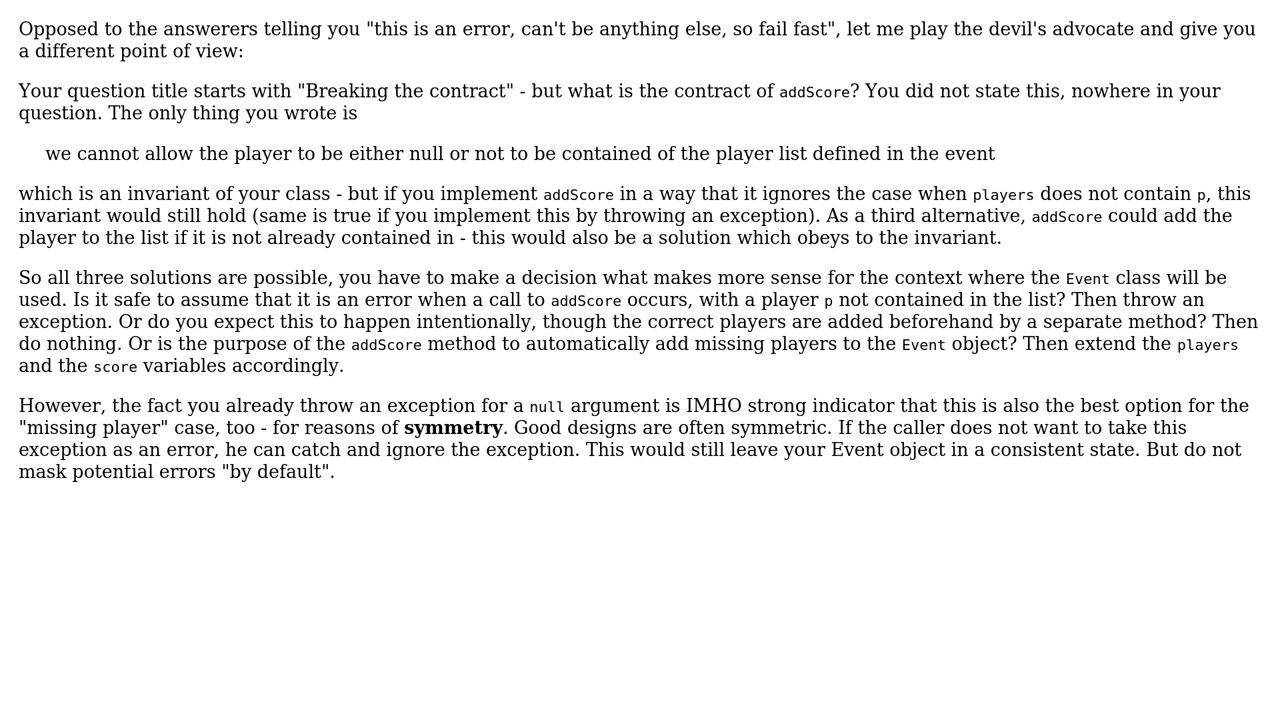 Opposed to the answerers telling you "this is an error, can't be anything else, so fail fast", let me play the devil's advocate and give you
a different point of view:
Your question title starts with "Breaking the contract" - but what is the contract of addScore? You did not state this, nowhere in your
question. The only thing you wrote is
we cannot allow the player to be either null or not to be contained of the player list defined in the event
which is an invariant of your class - but if you implement addScore in a way that it ignores the case when players does not contain p, this
invariant would still hold (same is true if you implement this by throwing an exception). As a third alternative, addScore could add the
player to the list if it is not already contained in - this would also be a solution which obeys to the invariant.
So all three solutions are possible, you have to make a decision what makes more sense for the context where the Event class will be
used. Is it safe to assume that it is an error when a call to addScore occurs, with a player p not contained in the list? Then throw an
exception. Or do you expect this to happen intentionally, though the correct players are added beforehand by a separate method? Then
do nothing. Or is the purpose of the addScore method to automatically add missing players to the Event object? Then extend the players
and the score variables accordingly.
However, the fact you already throw an exception for a null argument is IMHO strong indicator that this is also the best option for the
"missing player" case, too - for reasons of symmetry. Good designs are often symmetric. If the caller does not want to take this
exception as an error, he can catch and ignore the exception. This would still leave your Event object in a consistent state. But do not
mask potential errors "by default".